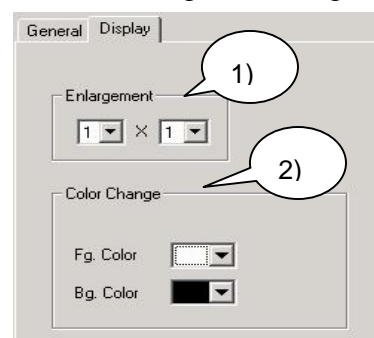 General Display
1)
Enlargement
1 × 1
2)
Color Change
Fg. Color
Bg. Color